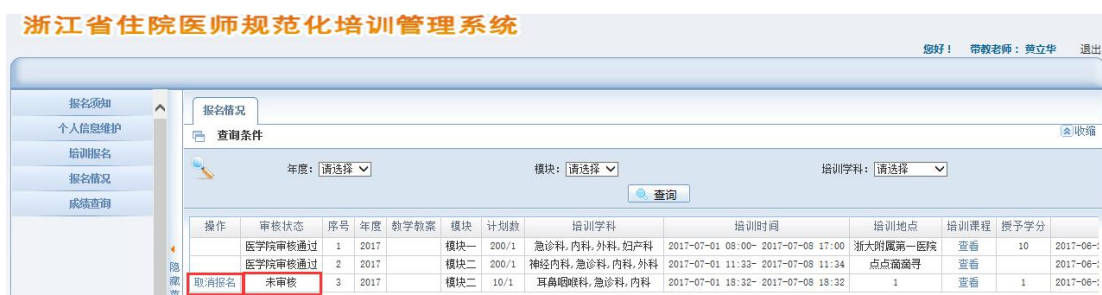 浙江省住院医师规范化培训管理系统
您好！ 带教老师：黄立华 退出
报名须知
个人信息维护
培训报名
报名情况
成绩查询
隐藏
报名情况
查询条件 收缩
年度： 请选择 模块： 请选择 培训学科： 请选择
查询
操作 审核状态 序号 年度 教学教案 模块 计划数 培训学科 培训时间 培训地点 培训课程 授予学分
医学院审核通过 1 2017 模块一 200/1 急诊科,内科,外科,妇产科 2017-07-01 08:00- 2017-07-08 17:00 浙大附属第一医院 查看 10 2017-06-
医学院审核通过 2 2017 模块二 200/1 神经内科,急诊科,内科,外科 2017-07-01 11:33- 2017-07-08 11:34 点点滴滴寻 查看 2017-06-
取消报名 未审核 3 2017 模块二 10/1 耳鼻咽喉科,急诊科,内科 2017-07-01 18:32- 2017-07-08 18:32 1 查看 1 2017-06-